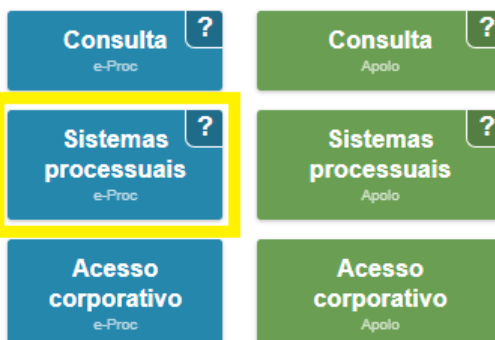 Consulta ?
e-Proc
Consulta ?
Apolo
Sistemas ?
processuais
e-Proc
Sistemas ?
processuais
Apolo
Acesso
corporativo
e-Proc
Acesso
corporativo
Apolo